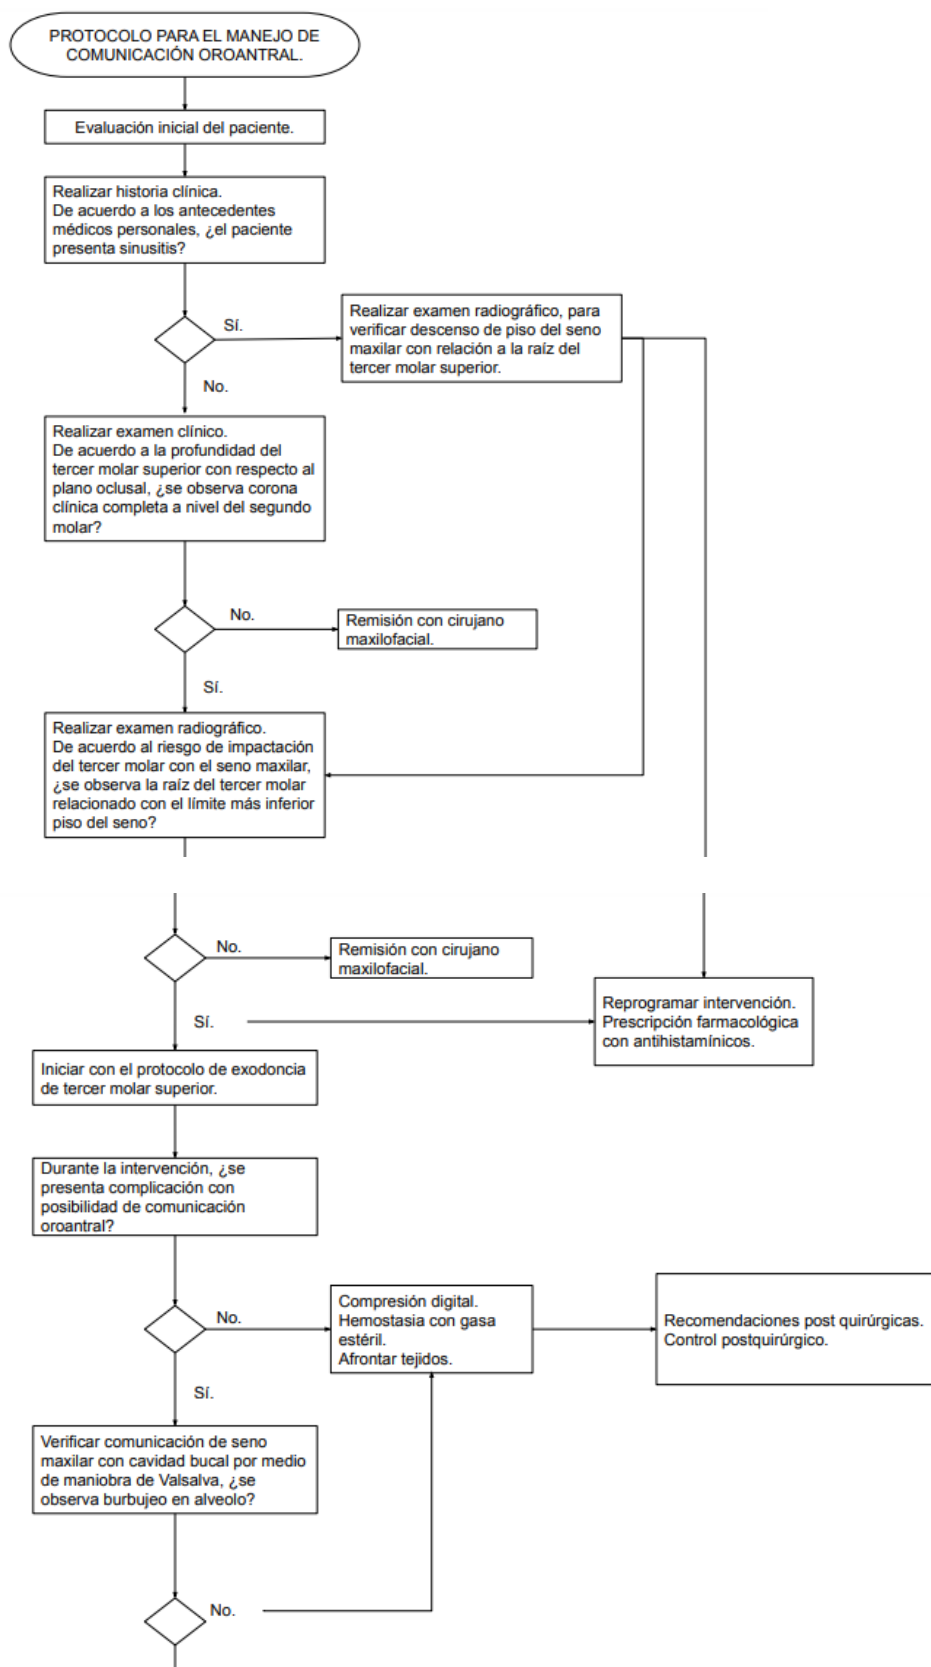 PROTOCOLO PARA EL MANEJO DE
COMUNICACIÓN OROANTRAL.
Evaluación inicial del paciente.
Realizar historia clínica.
De acuerdo a los antecedentes
médicos personales, ¿el paciente
presenta sinusitis?
Sí.
Realizar examen radiográfico, para
verificar descenso de piso del seno
maxilar con relación a la raíz del
tercer molar superior.
No.
Realizar examen clínico.
De acuerdo a la profundidad del
tercer molar superior con respecto al
plano oclusal, ¿se observa corona
clínica completa a nivel del segundo
molar?
No.
Remisión con cirujano
maxilofacial.
Sí.
Realizar examen radiográfico.
De acuerdo al riesgo de impactación
del tercer molar con el seno maxilar,
¿se observa la raíz del tercer molar
relacionado con el límite más inferior
piso del seno?
No.
Remisión con cirujano
maxilofacial.
Sí.
Reprogramar intervención.
Prescripción farmacológica
con antihistamínicos.
Iniciar con el protocolo de exodoncia
de tercer molar superior.
Durante la intervención, ¿se
presenta complicación con
posibilidad de comunicación
oroantral?
No.
Compresión digital.
Hemostasia con gasa
estéril.
Afrontar tejidos.
Recomendaciones post quirúrgicas.
Control postquirúrgico.
Sí.
Verificar comunicación de seno
maxilar con cavidad bucal por medio
de maniobra de Valsalva, ¿se
observa burbujeo en alveolo?
No.